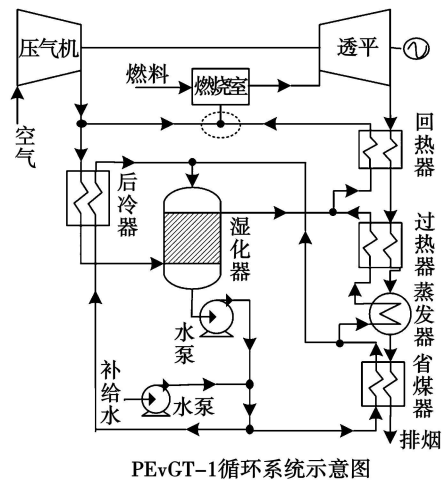 压气机
透平
燃料
燃烧室
空气
回热器
后冷器
湿化器
过热器
蒸发器
水泵
补给水
水泵
省煤器
排烟
PEvGT-1循环系统示意图